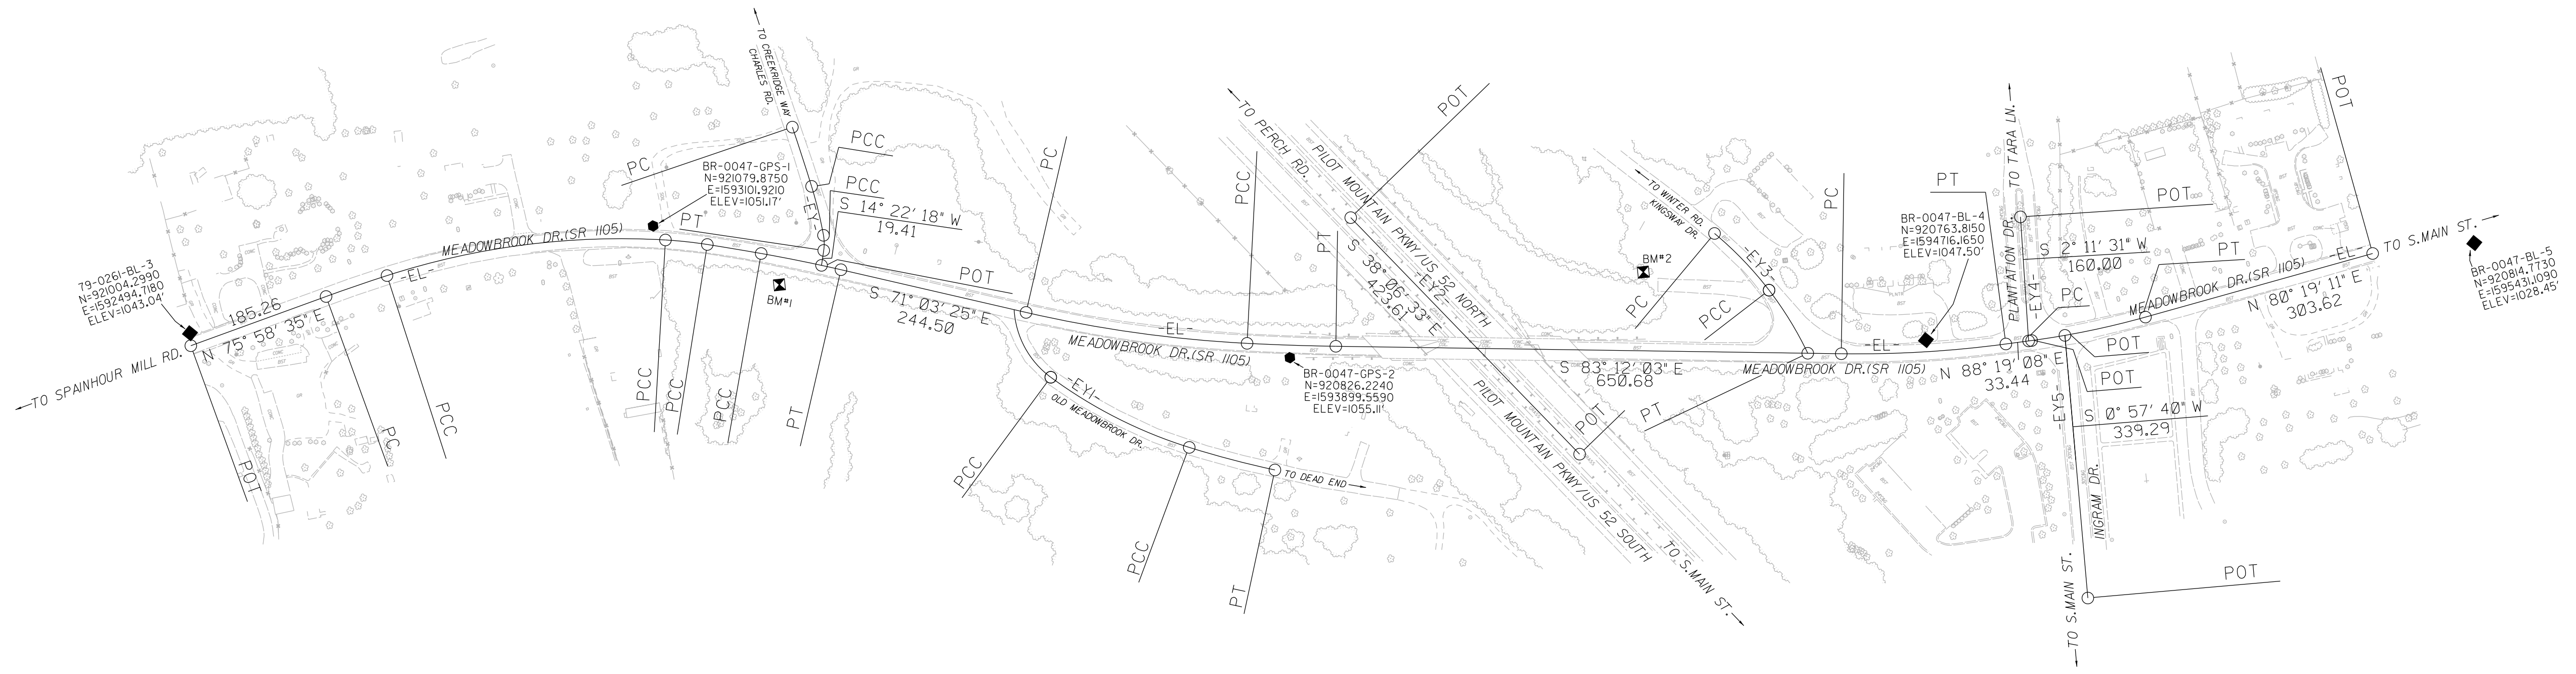 79-0261-BL-3
N=921004.2990
E=1592494.7180
ELEV=1043.04'
TO SPAINHOUR MILL RD.
185.26
N 75° 58' 35" E
POT
PC
PCC
-EL-
MEADOWBROOK DR.(SR 1105)
TO CREEKRIDGE WAY
CHARLES RD.
PC
PCC
PCC
-EY-
BR-0047-GPS-1
N=921079.8750
E=1593101.9210
ELEV=1051.17'
PT
S 14° 22' 18" W
19.41
POT
PCC
PCC
PCC
BM#1
PT
S 71° 03' 25" E
244.50
PC
-EL-
MEADOWBROOK DR.(SR 1105)
PCC
PT
-EY1-
OLD MEADOWBROOK DR.
PCC
PCC
PT
TO DEAD END
BR-0047-GPS-2
N=920826.2240
E=1593899.5590
ELEV=1055.11'
TO PERCH RD.
PILOT MOUNTAIN PKWY/US 52 NORTH
POT
S 38° 06' 33" E
423.61
-EY2-
PILOT MOUNTAIN PKWY/US 52 SOUTH
POT
TO S.MAIN ST.
S 83° 12' 03" E
650.68
BM#2
TO WINTER RD.
KINGSWAY DR.
PC
PCC
-EY3-
PT
PC
-EL-
MEADOWBROOK DR.(SR 1105)
BR-0047-BL-4
N=920763.8150
E=1594716.1650
ELEV=1047.50'
PT
N 88° 19' 08" E
33.44
PLANTATION DR.
TO TARA LN.
POT
S 2° 11' 31" W
160.00
-EY4-
PC
POT
POT
PT
MEADOWBROOK DR.(SR 1105)
-EL-
N 80° 19' 11" E
303.62
POT
TO S.MAIN ST.
-EY5-
S 0° 57' 40" W
339.29
INGRAM DR.
TO S.MAIN ST.
POT
BR-0047-BL-5
N=920814.7730
E=1595431.1090
ELEV=1028.45'